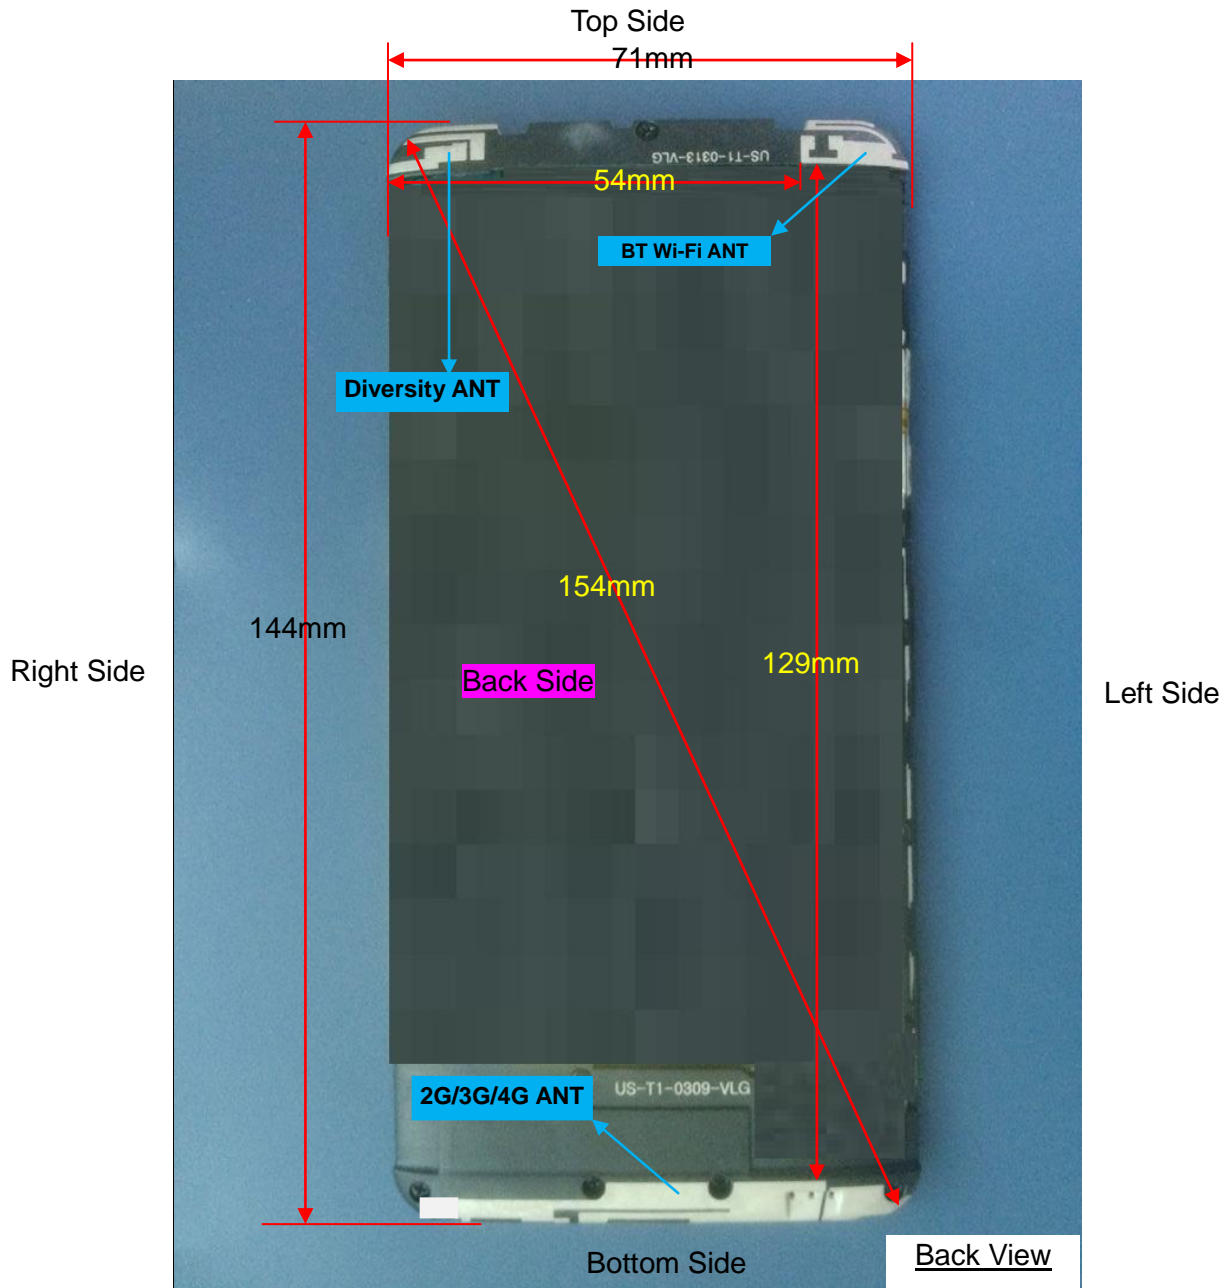 Top Side
71mm
US-T1-0313-VLG
54mm
BT Wi-Fi ANT
Diversity ANT
154mm
144mm
129mm
Right Side
Back Side
Left Side
US-T1-0309-VLG
2G/3G/4G ANT
Bottom Side
Back View